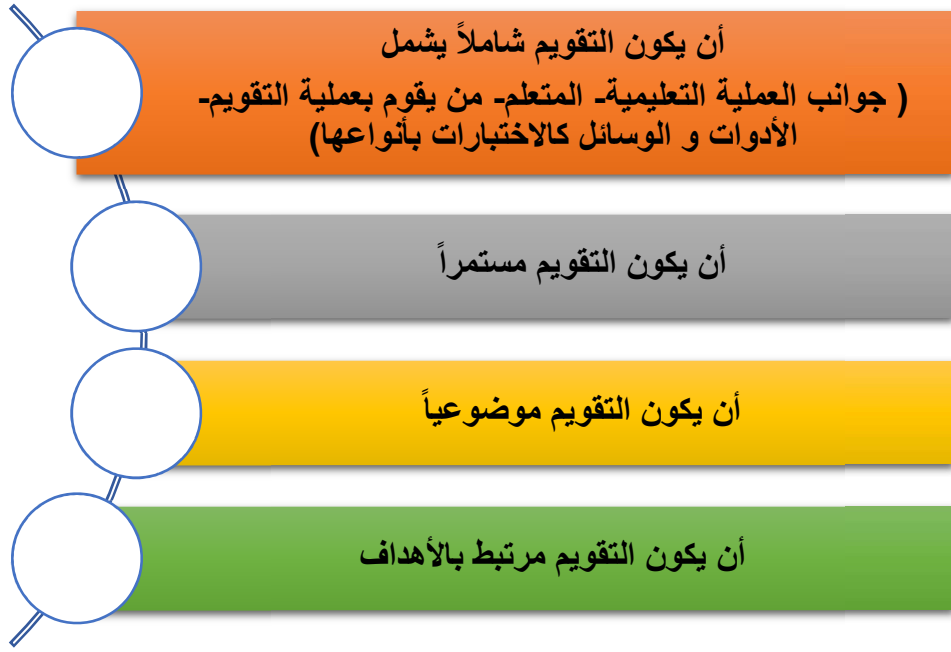 أن يكون التقويم شاملاً يشمل
( جوانب العملية التعليمية- المتعلم- من يقوم بعملية التقويم-
الأدوات و الوسائل كالاختبارات بأنواعها)
أن يكون التقويم مستمراً
أن يكون التقويم موضوعياً
أن يكون التقويم مرتبط بالأهداف